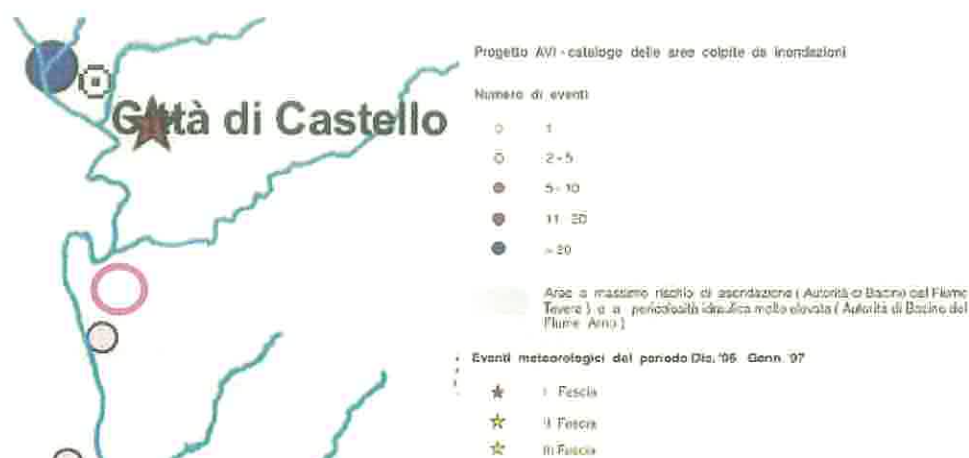 Città di Castello
Progetto AVI - catalogo delle aree colpite da inondazioni
Numero di eventi
1
2 - 5
5 - 10
11 20
> 20
Aree a massimo rischio di esondazione ( Autorità di Bacino del Fiume
Tevere ) o a periodicità idraulica molto elevata ( Autorità di Bacino del
Fiume Arno )
Eventi meteorologici del periodo Dic. '96 Genn. '97
I Fascia
II Fascia
III Fascia